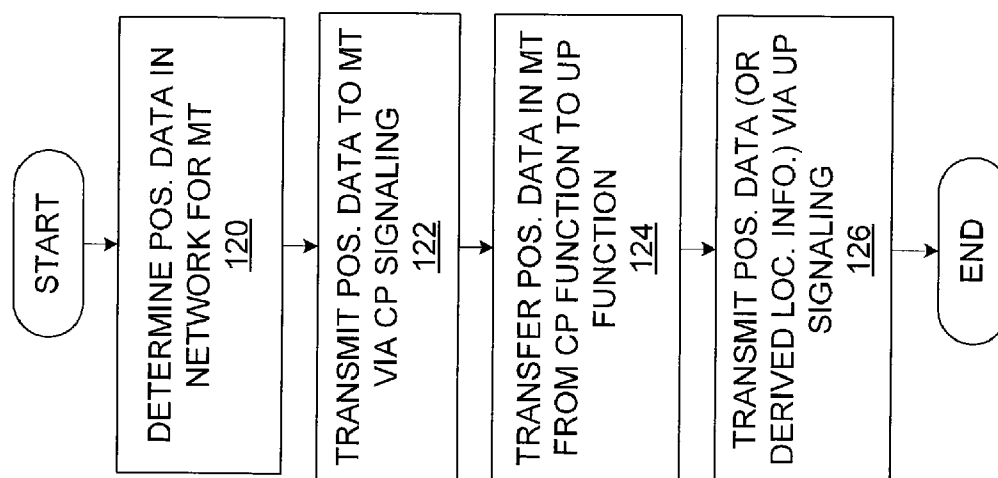 START
DETERMINE POS. DATA IN
NETWORK FOR MT
120
TRANSMIT POS. DATA TO MT
VIA CP SIGNALING
122
TRANSFER POS. DATA IN MT
FROM CP FUNCTION TO UP
FUNCTION
124
TRANSMIT POS. DATA (OR
DERIVED LOC. INFO.) VIA UP
SIGNALING
126
END